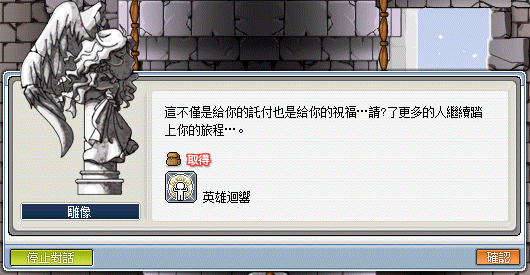 這不僅是給你的託付也是給你的祝福…請?了更多的人繼續踏
上你的旅程…。
取得
英雄迴響
雕像
停止對話
確認